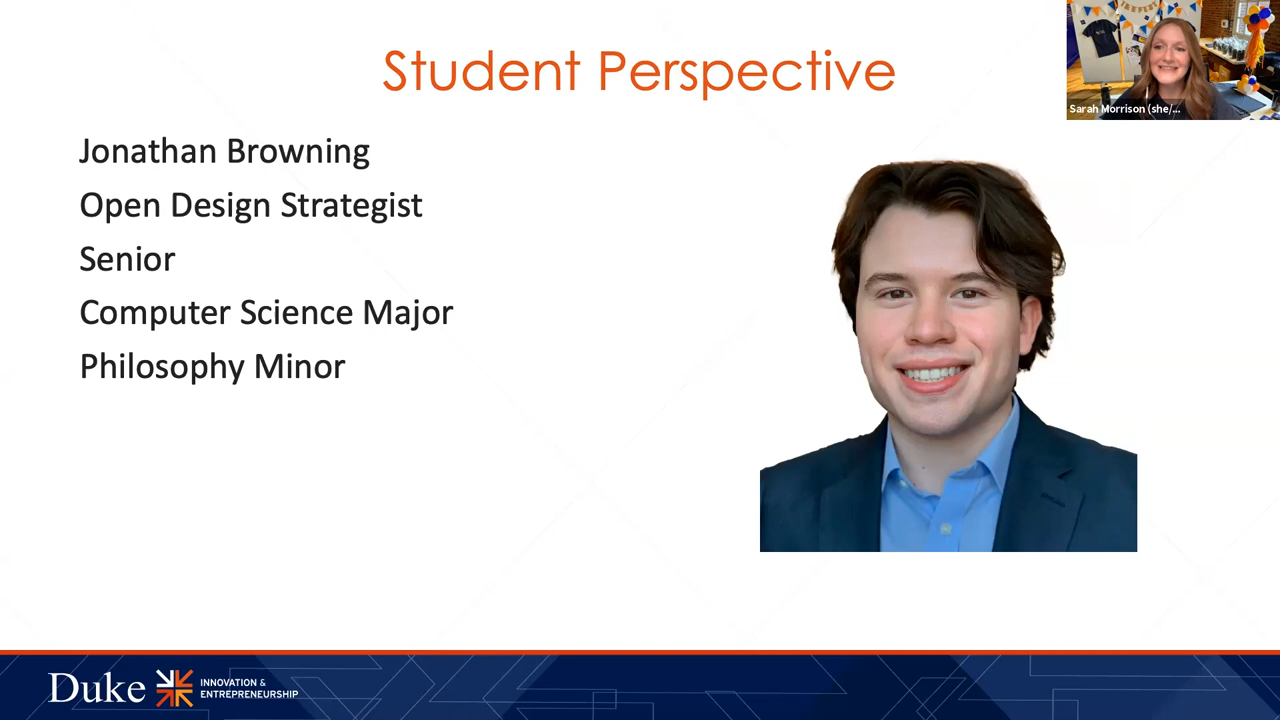 Student Perspective
Sarah Morrison (she/...
Jonathan Browning
Open Design Strategist
Senior
Computer Science Major
Philosophy Minor
Duke
INNOVATION &
ENTREPRENEURSHIP